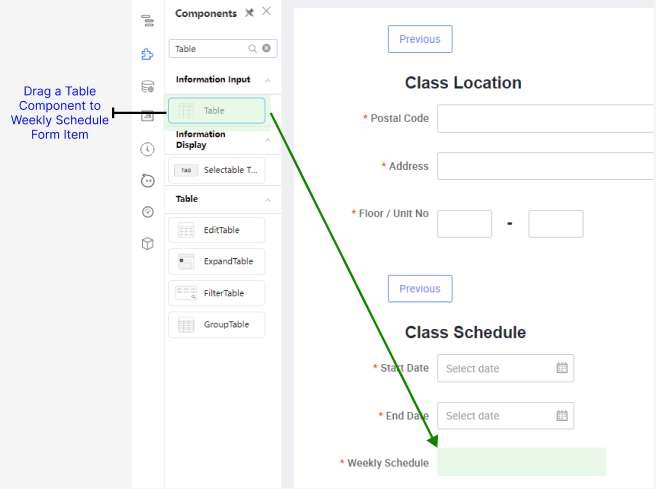 Components
Table
Information Input
Table
Information
Display
Tag
Selectable T...
Table
EditTable
ExpandTable
FilterTable
GroupTable
Drag a Table
Component to
Weekly Schedule
Form Item
Previous
Class Location
* Postal Code
* Address
* Floor / Unit No
-
Previous
Class Schedule
* Start Date
Select date
* End Date
Select date
* Weekly Schedule